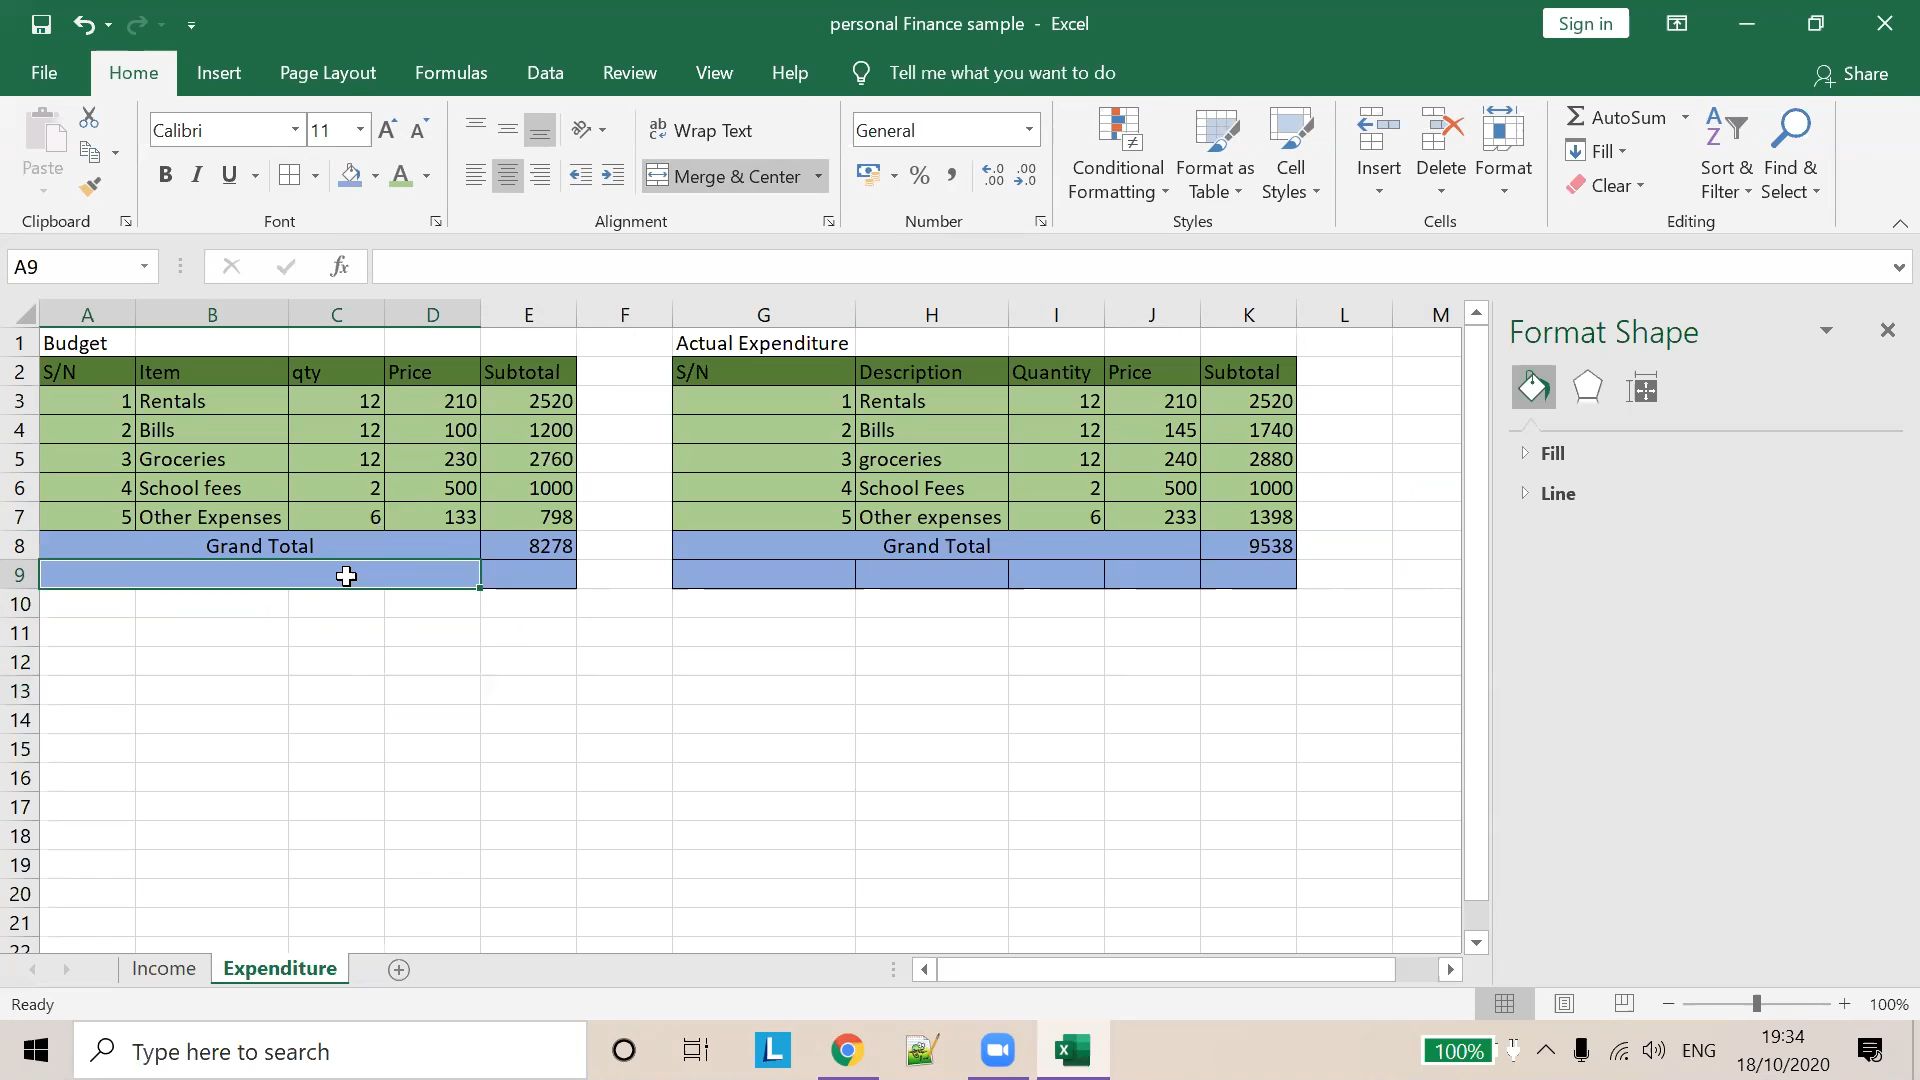 personal Finance sample - Excel
Sign in
File Home Insert Page Layout Formulas Data Review View Help Tell me what you want to do Share
Paste
Calibri 11
B I U A
ab Wrap Text
Merge & Center
General
% , .00
Conditional Formatting
Format as Table
Cell Styles
Insert Delete Format
AutoSum
Fill
Clear
Sort & Filter
Find & Select
Clipboard Font Alignment Number Styles Cells Editing
A9 fx
A B C D E F G H I J K L M
1 Budget Actual Expenditure
2 S/N Item qty Price Subtotal S/N Description Quantity Price Subtotal
3 1 Rentals 12 210 2520 1 Rentals 12 210 2520
4 2 Bills 12 100 1200 2 Bills 12 145 1740
5 3 Groceries 12 230 2760 3 groceries 12 240 2880
6 4 School fees 2 500 1000 4 School Fees 2 500 1000
7 5 Other Expenses 6 133 798 5 Other expenses 6 233 1398
8 Grand Total 8278 Grand Total 9538
9
10
11
12
13
14
15
16
17
18
19
20
21
22
Format Shape
Fill
Line
Income Expenditure
Ready 100%
Type here to search
L
100% ENG
19:34
18/10/2020